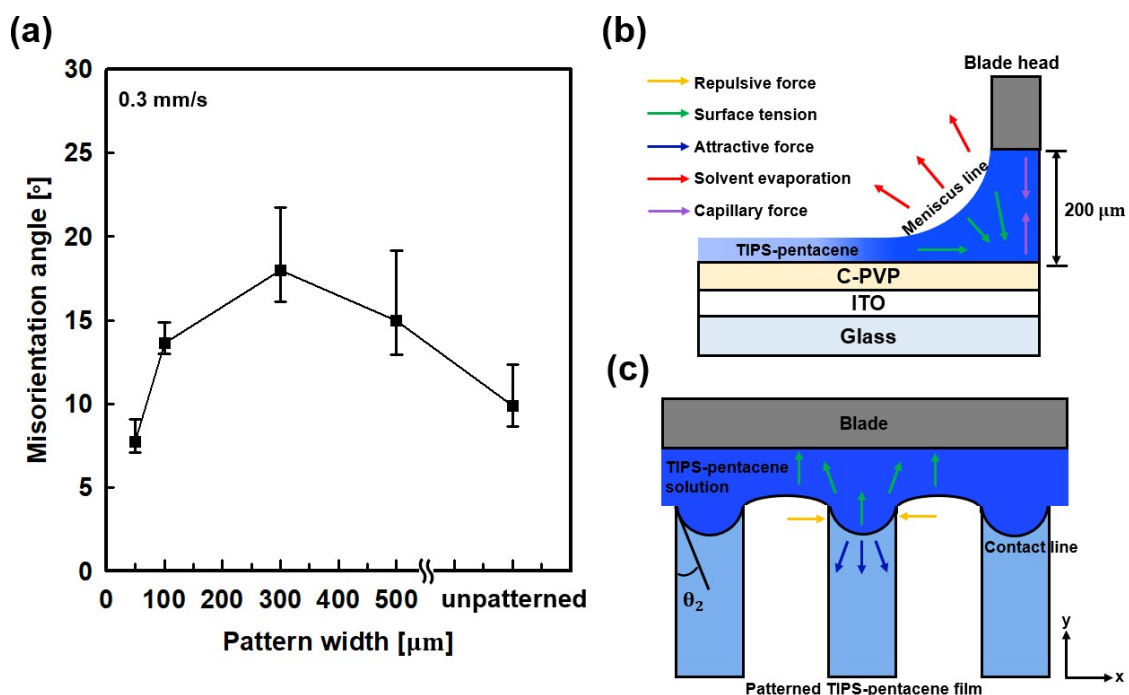 (a)
30
25
20
15
10
5
0
0.3 mm/s
Misorientation angle [°]
0 100 200 300 400 500 unpatterned
Pattern width [μm]
(b)
Repulsive force
Surface tension
Attractive force
Solvent evaporation
Capillary force
Blade head
Meniscus line
200 μm
TIPS-pentacene
C-PVP
ITO
Glass
(c)
Blade
TIPS-pentacene
solution
Contact line
θ₂
y
x
Patterned TIPS-pentacene film